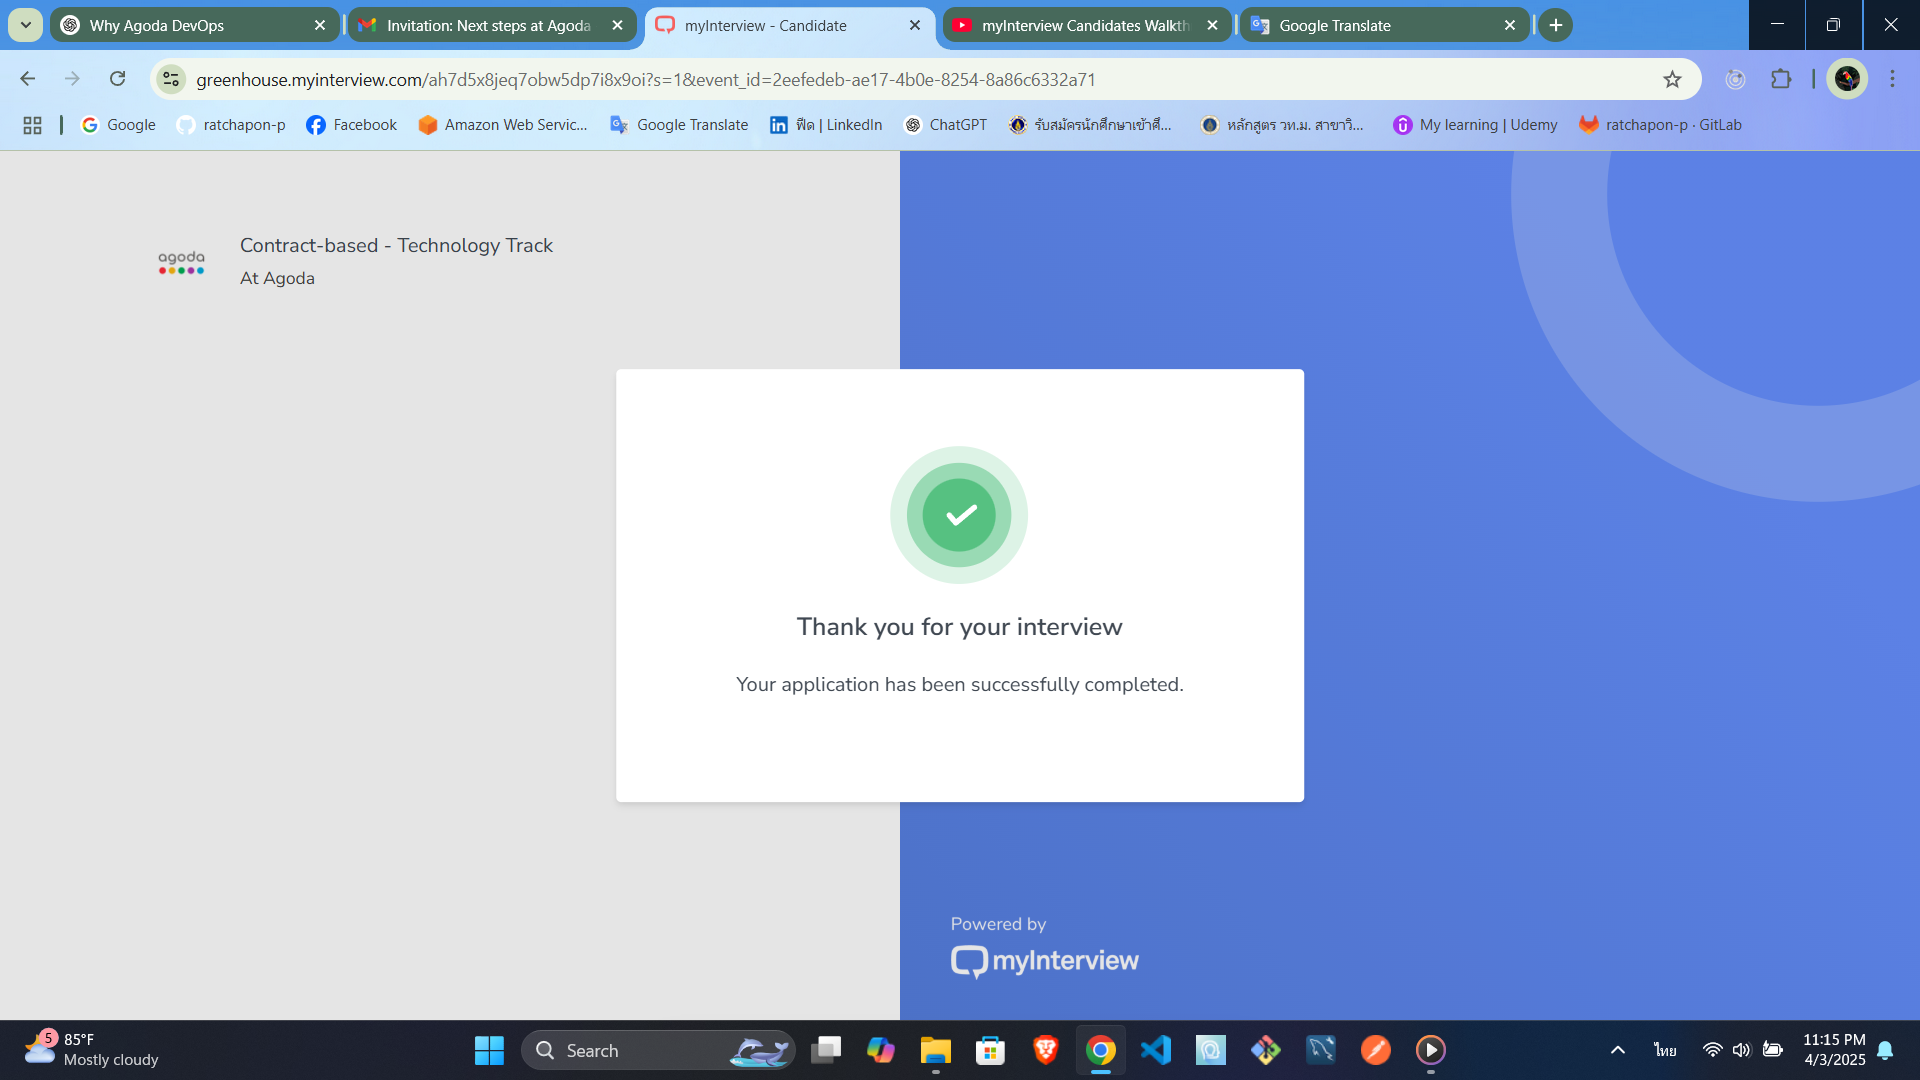 Why Agoda DevOps
Invitation: Next steps at Agoda
myInterview - Candidate
myInterview Candidates Walkth
Google Translate
greenhouse.myinterview.com/ah7d5x8jeq7obw5dp7i8x9oi?s=1&event_id=2eefedeb-ae17-4b0e-8254-8a86c6332a71
Google
ratchapon-p
Facebook
Amazon Web Servic...
Google Translate
ฟีด | LinkedIn
ChatGPT
รับสมัครนักศึกษาเข้าศึ...
หลักสูตร วท.ม. สาขาวิ...
My learning | Udemy
ratchapon-p · GitLab
agoda
Contract-based - Technology Track
At Agoda
Thank you for your interview
Your application has been successfully completed.
Powered by
myInterview
5
85°F
Mostly cloudy
Search
ไทย
11:15 PM
4/3/2025